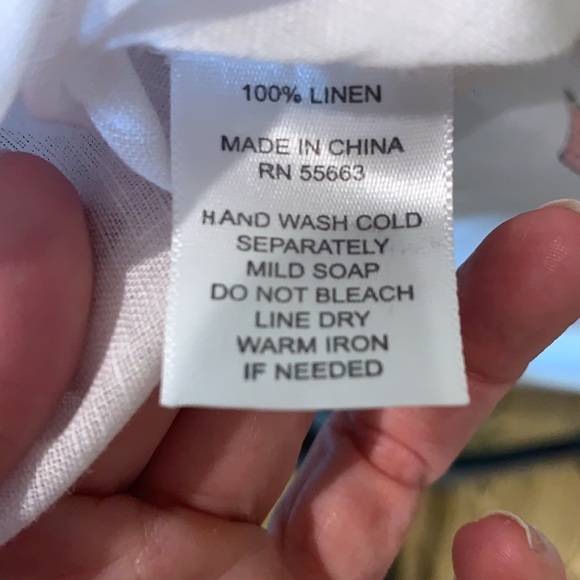 100% LINEN
MADE IN CHINA
RN 55663
HAND WASH COLD
SEPARATELY
MILD SOAP
DO NOT BLEACH
LINE DRY
WARM IRON
IF NEEDED